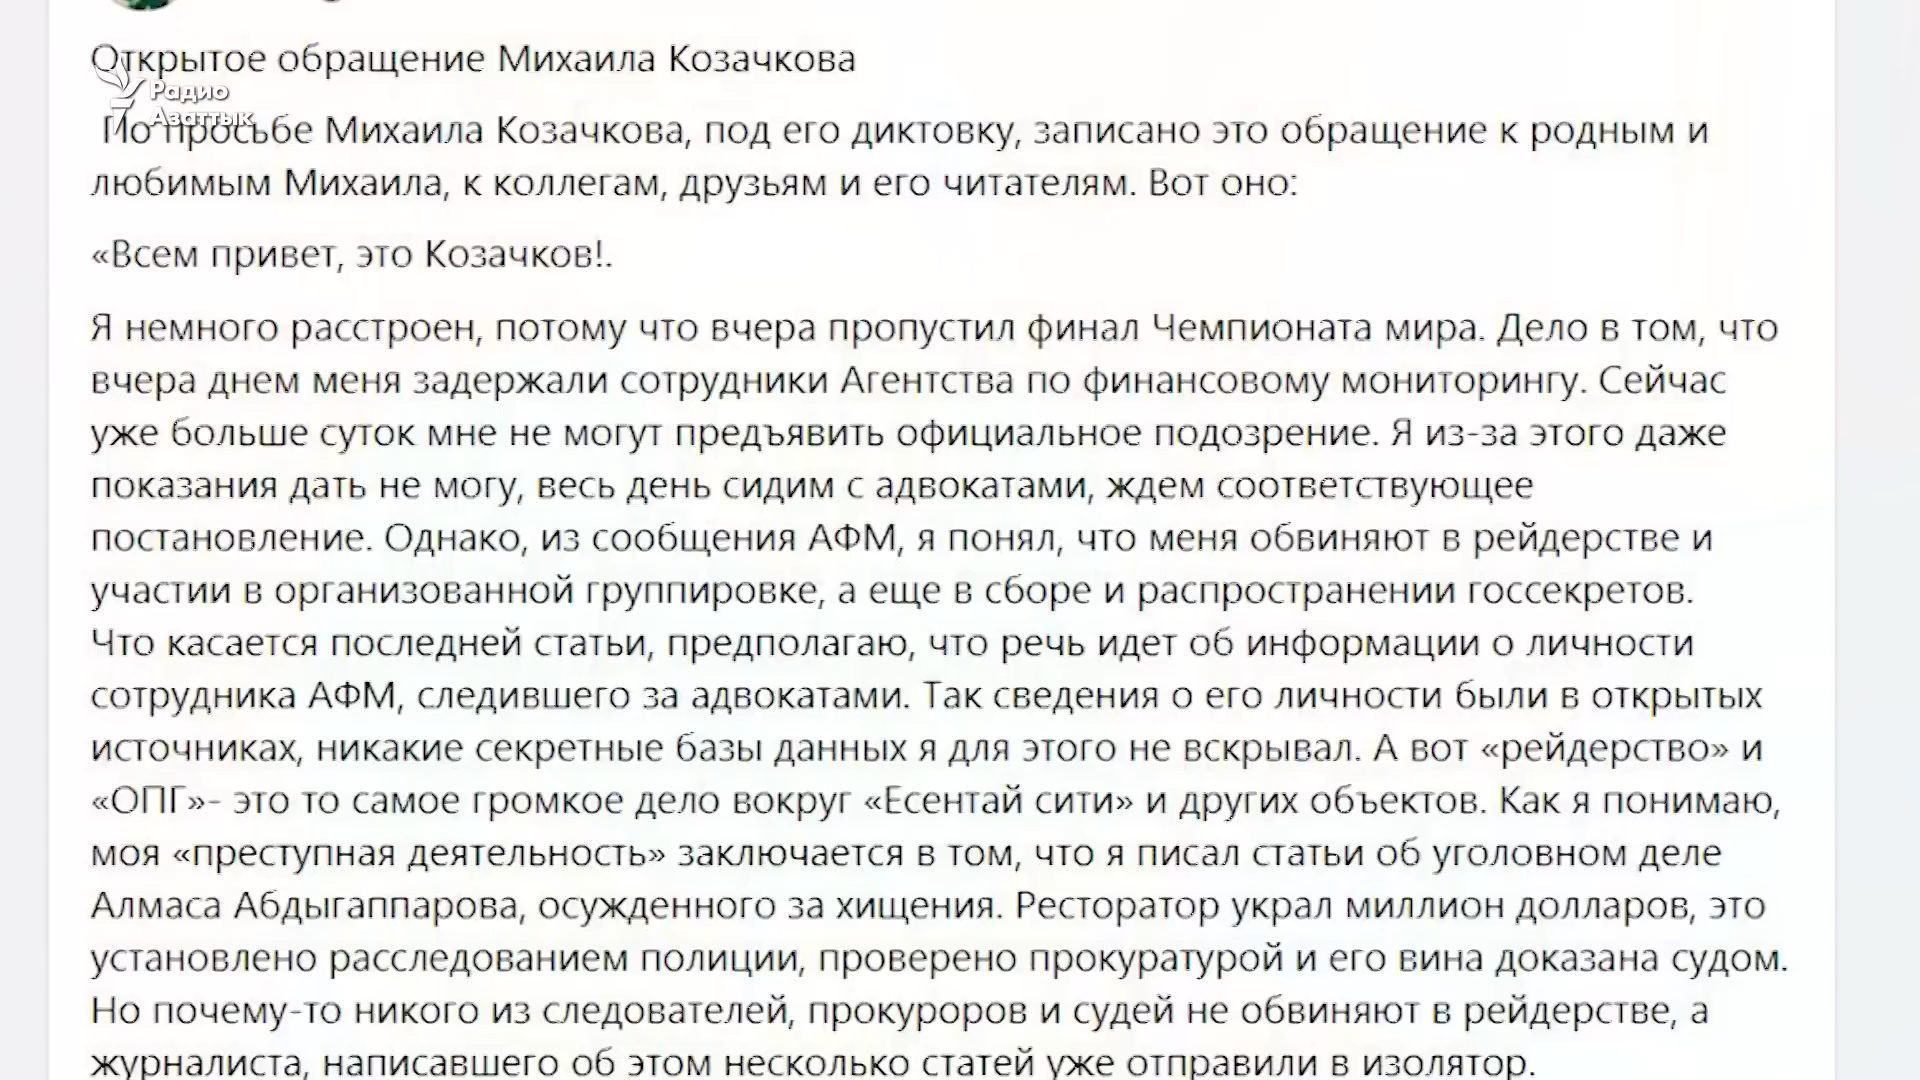 Открытое обращение Михаила Козачкова
Радио
Азаттык
По просьбе Михаила Козачкова, под его диктовку, записано это обращение к родным и
любимым Михаила, к коллегам, друзьям и его читателям. Вот оно:
«Всем привет, это Козачков!.
Я немного расстроен, потому что вчера пропустил финал Чемпионата мира. Дело в том, что
вчера днем меня задержали сотрудники Агентства по финансовому мониторингу. Сейчас
уже больше суток мне не могут предъявить официальное подозрение. Я из-за этого даже
показания дать не могу, весь день сидим с адвокатами, ждем соответствующее
постановление. Однако, из сообщения АФМ, я понял, что меня обвиняют в рейдерстве и
участии в организованной группировке, а еще в сборе и распространении госсекретов.
Что касается последней статьи, предполагаю, что речь идет об информации о личности
сотрудника АФМ, следившего за адвокатами. Так сведения о его личности были в открытых
источниках, никакие секретные базы данных я для этого не вскрывал. А вот «рейдерство» и
«ОПГ»- это то самое громкое дело вокруг «Есентай сити» и других объектов. Как я понимаю,
моя «преступная деятельность» заключается в том, что я писал статьи об уголовном деле
Алмаса Абдыгаппарова, осужденного за хищения. Ресторатор украл миллион долларов, это
установлено расследованием полиции, проверено прокуратурой и его вина доказана судом.
Но почему-то никого из следователей, прокуроров и судей не обвиняют в рейдерстве, а
журналиста, написавшего об этом несколько статей уже отправили в изолятор.